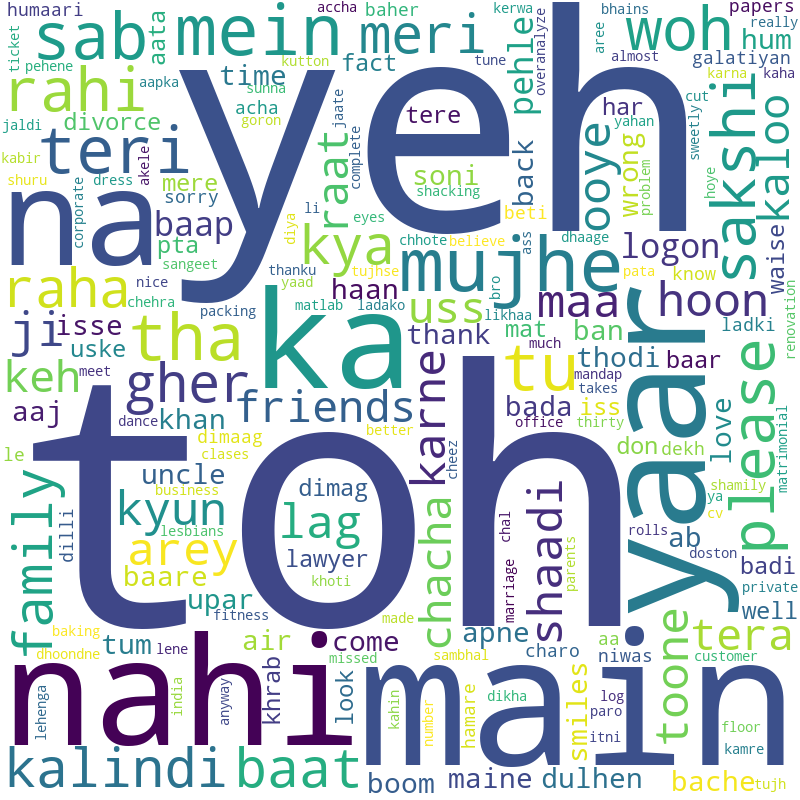 humaari accha baher kerwa bhains papers
ticket sab aata mein meri tune overanalyze woh really
pehene kutton fact pehle aree almost hum galatiyan
rahi time sunna yeh cut karna kaha
jaldi divorce acha aapka jaate tere har yahan sweetly
kabir teri akele goron raat ooye wrong sakshi kaloo
shuru dress mere complete soni back problem
corporate sorry shacking hoye
na baap li eyes beti
pta diya chhote believe ass dhaage logon know Waise
sangeet kya thanku tujhse mujhe pata
raha nice yaad haan bro maa hoon
chehra packing matlab ladako uss likhaa ladki renovation
ji isse tha ka thank mat ban
uske meet much tu thodi baar
keh gher mandap takes yaar please
aaj khan dance friends karne bada iss love
le dimaag better office thirty
clases toh cheez don dekh matrimonial
family uncle dimag shamily
business ya cv
dilli kyun lesbians lag chacha chal shaadi rolls ab
arey lawyer doston
baare khoti marriage parents badi
upar private
fitness made apne well
baking tum air come charo aa tera
dhoondne lene khrab missed sambhal niwas toone customer
nahi look main smiles
lehenga india anyway kahin number hamare dikha log paro itni floor
kamre
kalindi baat boom maine dulhen bache tujh